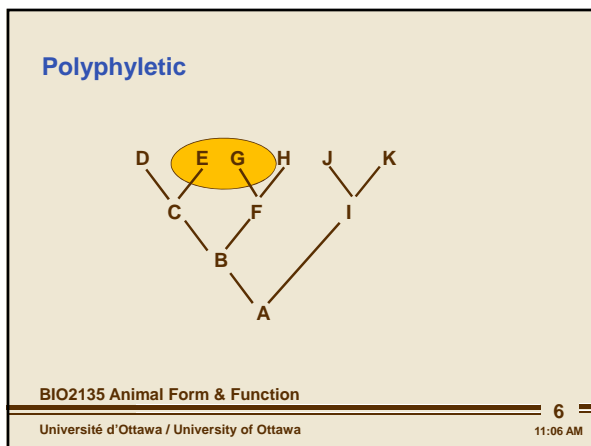 Polyphyletic
D E G H J K
C F I
B
A
BIO2135 Animal Form & Function
6
Université d'Ottawa / University of Ottawa
11:06 AM